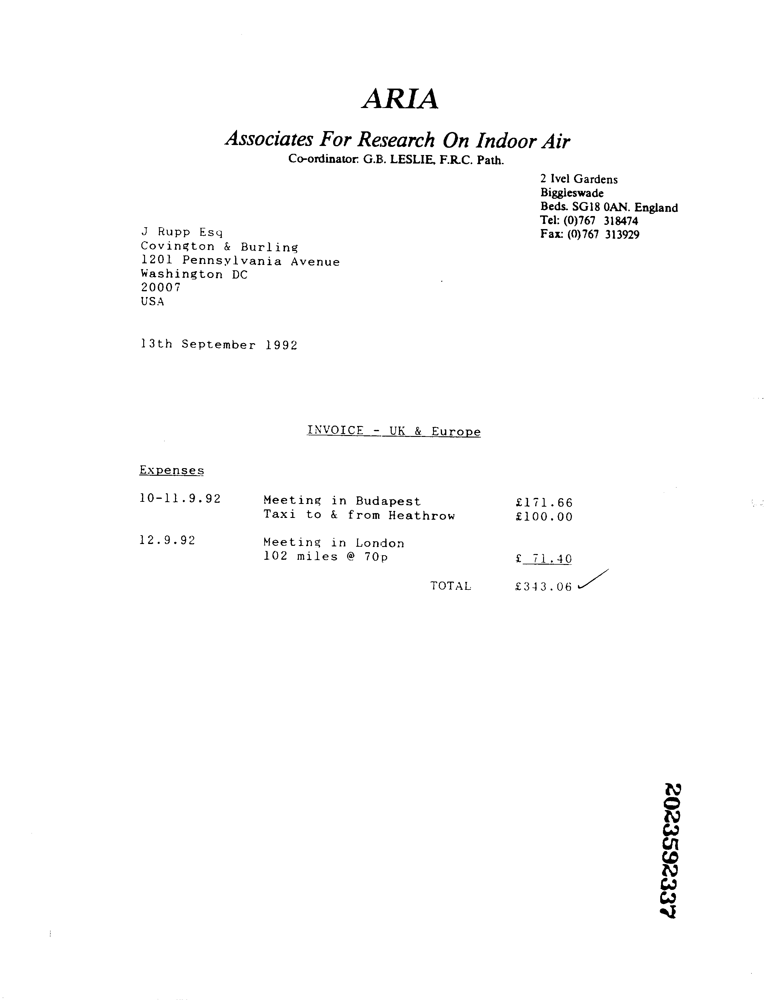 ARIA
Associates For Research On Indoor Air
Co-ordinator: G.B. LESLIE, F.R.C. Path.
2 Ivel Gardens
Biggleswade
Beds. SG18 0AN. England
Tel: (0)767 318474
Fax: (0)767 313929
J Rupp Esq
Covington & Burling
1201 Pennsylvania Avenue
Washington DC
20007
USA
13th September 1992
INVOICE - UK & Europe
Expenses
10-11.9.92 Meeting in Budapest £171.66
Taxi to & from Heathrow £100.00
12.9.92 Meeting in London
102 miles @ 70p £ 71.40
TOTAL £343.06
2023592337